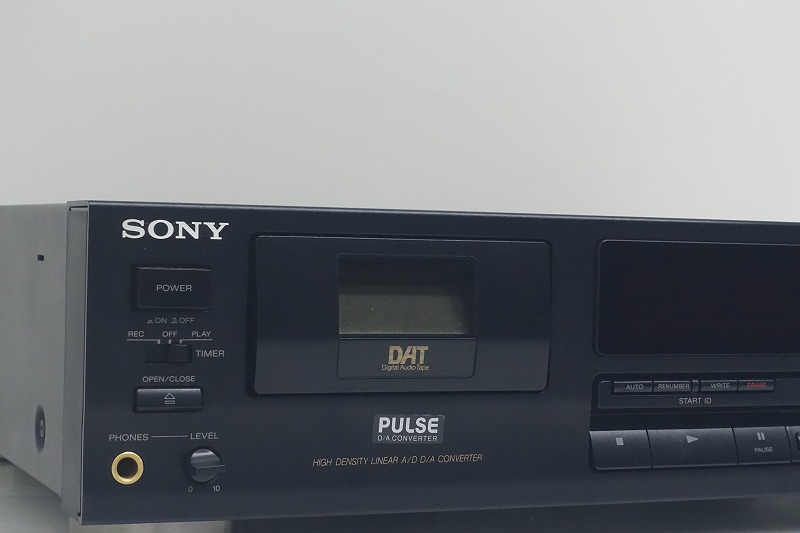 SONY
POWER
ON OFF
REC OFF PLAY
TIMER
OPEN/CLOSE
PHONES LEVEL
0 10
DAT
Digital Audio Tape
PULSE
D/A CONVERTER
HIGH DENSITY LINEAR A/D D/A CONVERTER
AUTO RENUMBER WRITE ERASE
START ID
PAUSE